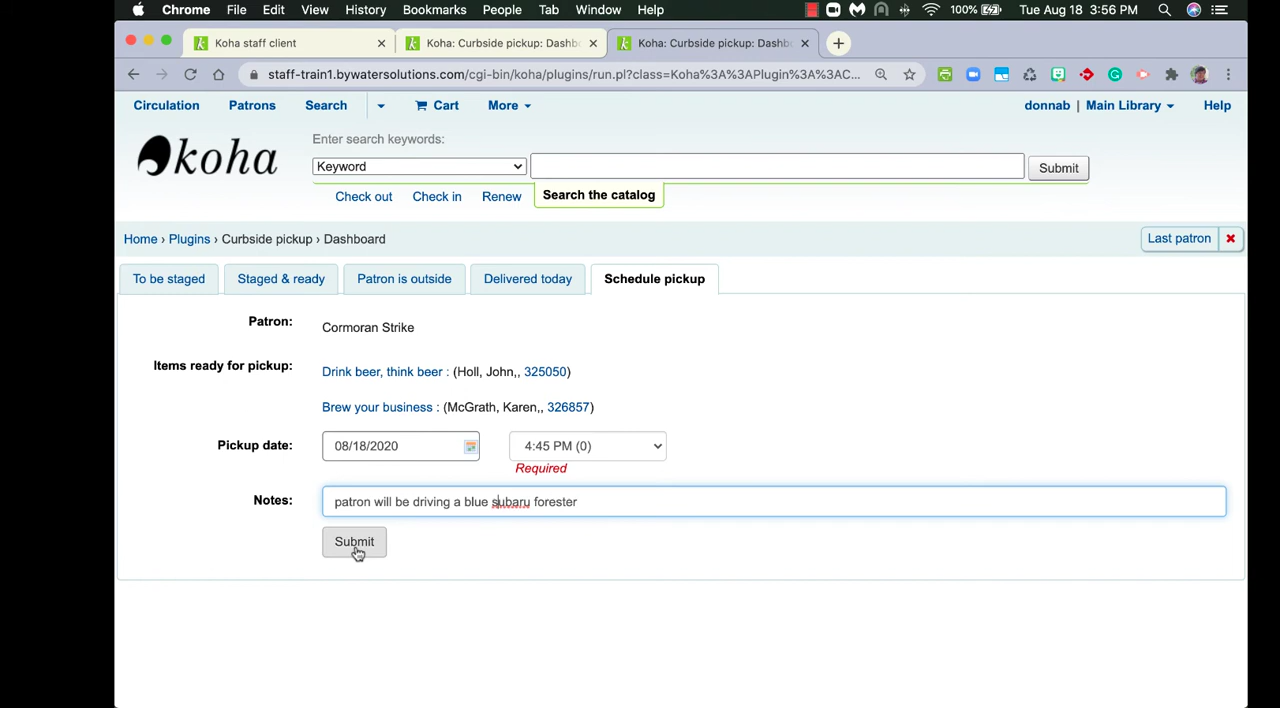 Chrome File Edit View History Bookmarks People Tab Window Help 100% Tue Aug 18 3:56 PM
Koha staff client Koha: Curbside pickup: Dashb Koha: Curbside pickup: Dashb
staff-train1.bywatersolutions.com/cgi-bin/koha/plugins/run.pl?class=Koha%3A%3APlugin%3A%3AC...
Circulation Patrons Search Cart More donnab | Main Library Help
Enter search keywords:
koha
Keyword Submit
Check out Check in Renew Search the catalog
Home › Plugins › Curbside pickup › Dashboard Last patron
To be staged Staged & ready Patron is outside Delivered today Schedule pickup
Patron: Cormoran Strike
Items ready for pickup: Drink beer, think beer : (Holl, John,, 325050)
Brew your business : (McGrath, Karen,, 326857)
Pickup date: 08/18/2020 4:45 PM (0)
Required
Notes: patron will be driving a blue subaru forester
Submit